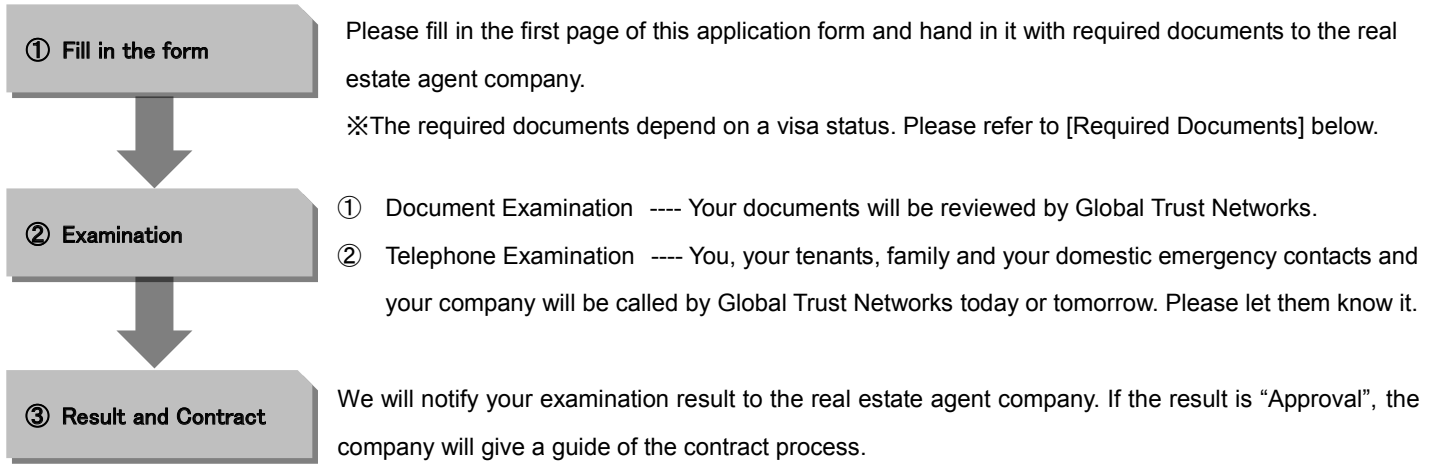 ① Fill in the form
Please fill in the first page of this application form and hand in it with required documents to the real
estate agent company.
※The required documents depend on a visa status. Please refer to [Required Documents] below.
② Examination
① Document Examination ---- Your documents will be reviewed by Global Trust Networks.
② Telephone Examination ---- You, your tenants, family and your domestic emergency contacts and
your company will be called by Global Trust Networks today or tomorrow. Please let them know it.
③ Result and Contract
We will notify your examination result to the real estate agent company. If the result is “Approval”, the
company will give a guide of the contract process.